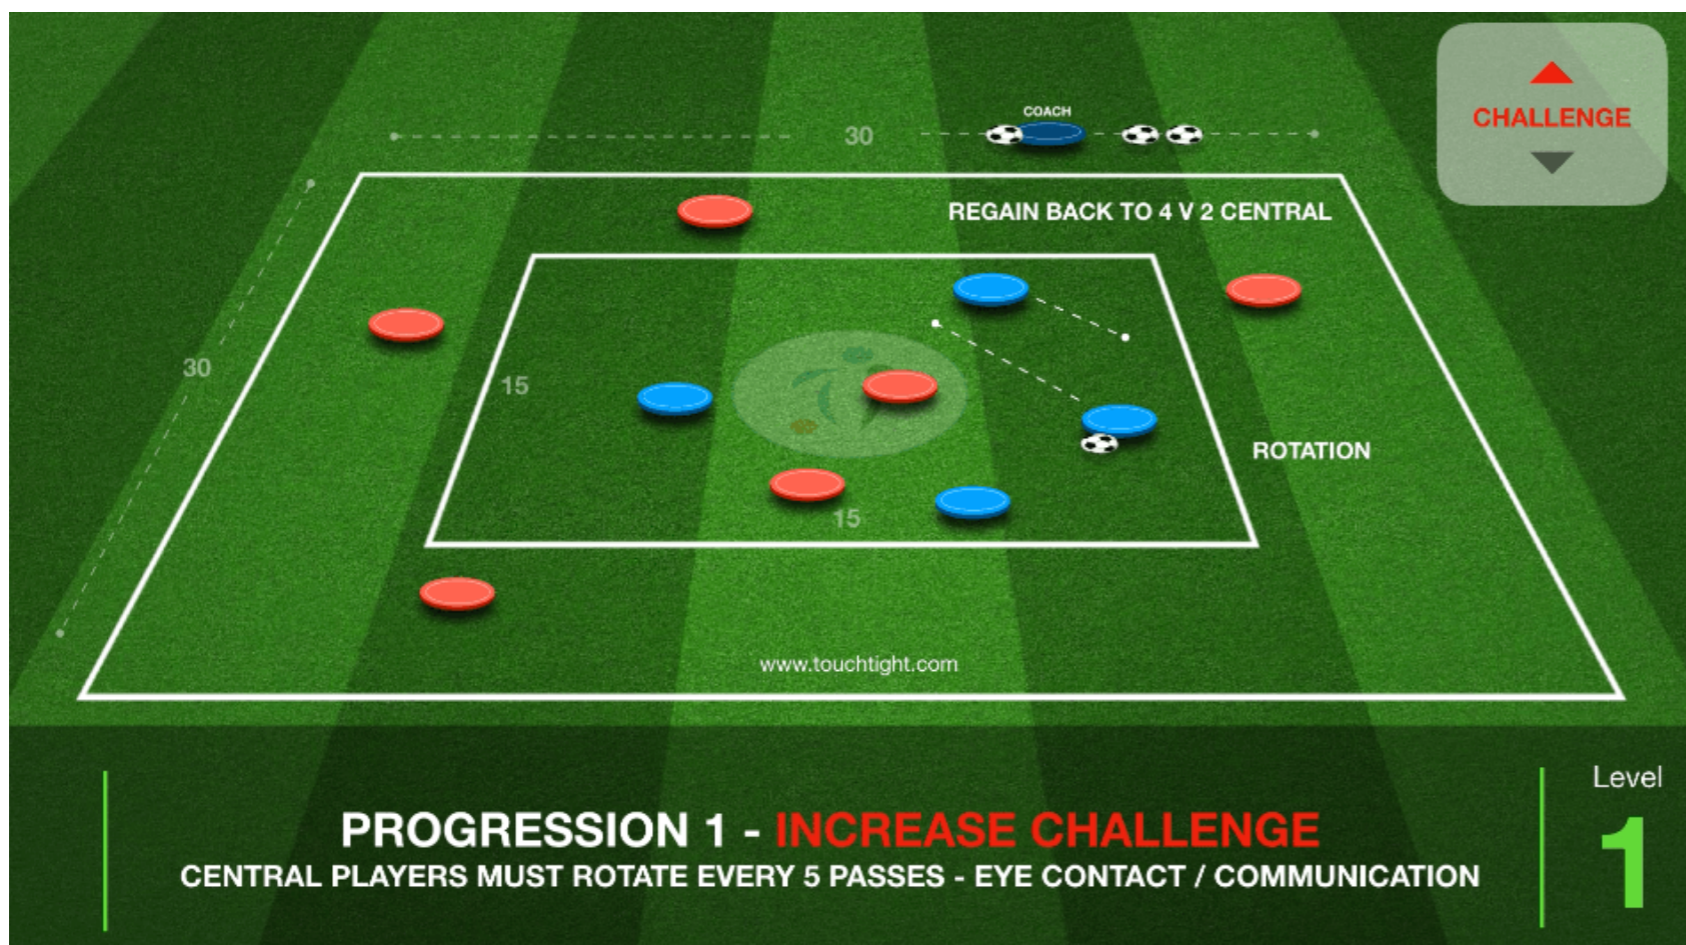 COACH
30
CHALLENGE
REGAIN BACK TO 4 V 2 CENTRAL
30
15
ROTATION
15
www.touchtight.com
Level
1
PROGRESSION 1 - INCREASE CHALLENGE
CENTRAL PLAYERS MUST ROTATE EVERY 5 PASSES - EYE CONTACT / COMMUNICATION